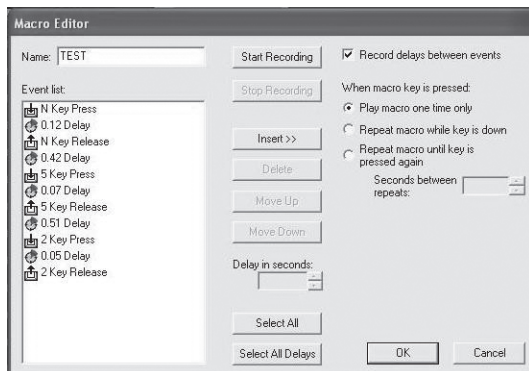 Macro Editor
Name: TEST
Event list:
N Key Press
0.12 Delay
N Key Release
0.42 Delay
5 Key Press
0.07 Delay
5 Key Release
0.51 Delay
2 Key Press
0.05 Delay
2 Key Release
Start Recording
Stop Recording
Insert >>
Delete
Move Up
Move Down
Delay in seconds:
Select All
Select All Delays
Record delays between events
When macro key is pressed:
Play macro one time only
Repeat macro while key is down
Repeat macro until key is
pressed again
Seconds between
repeats:
OK
Cancel